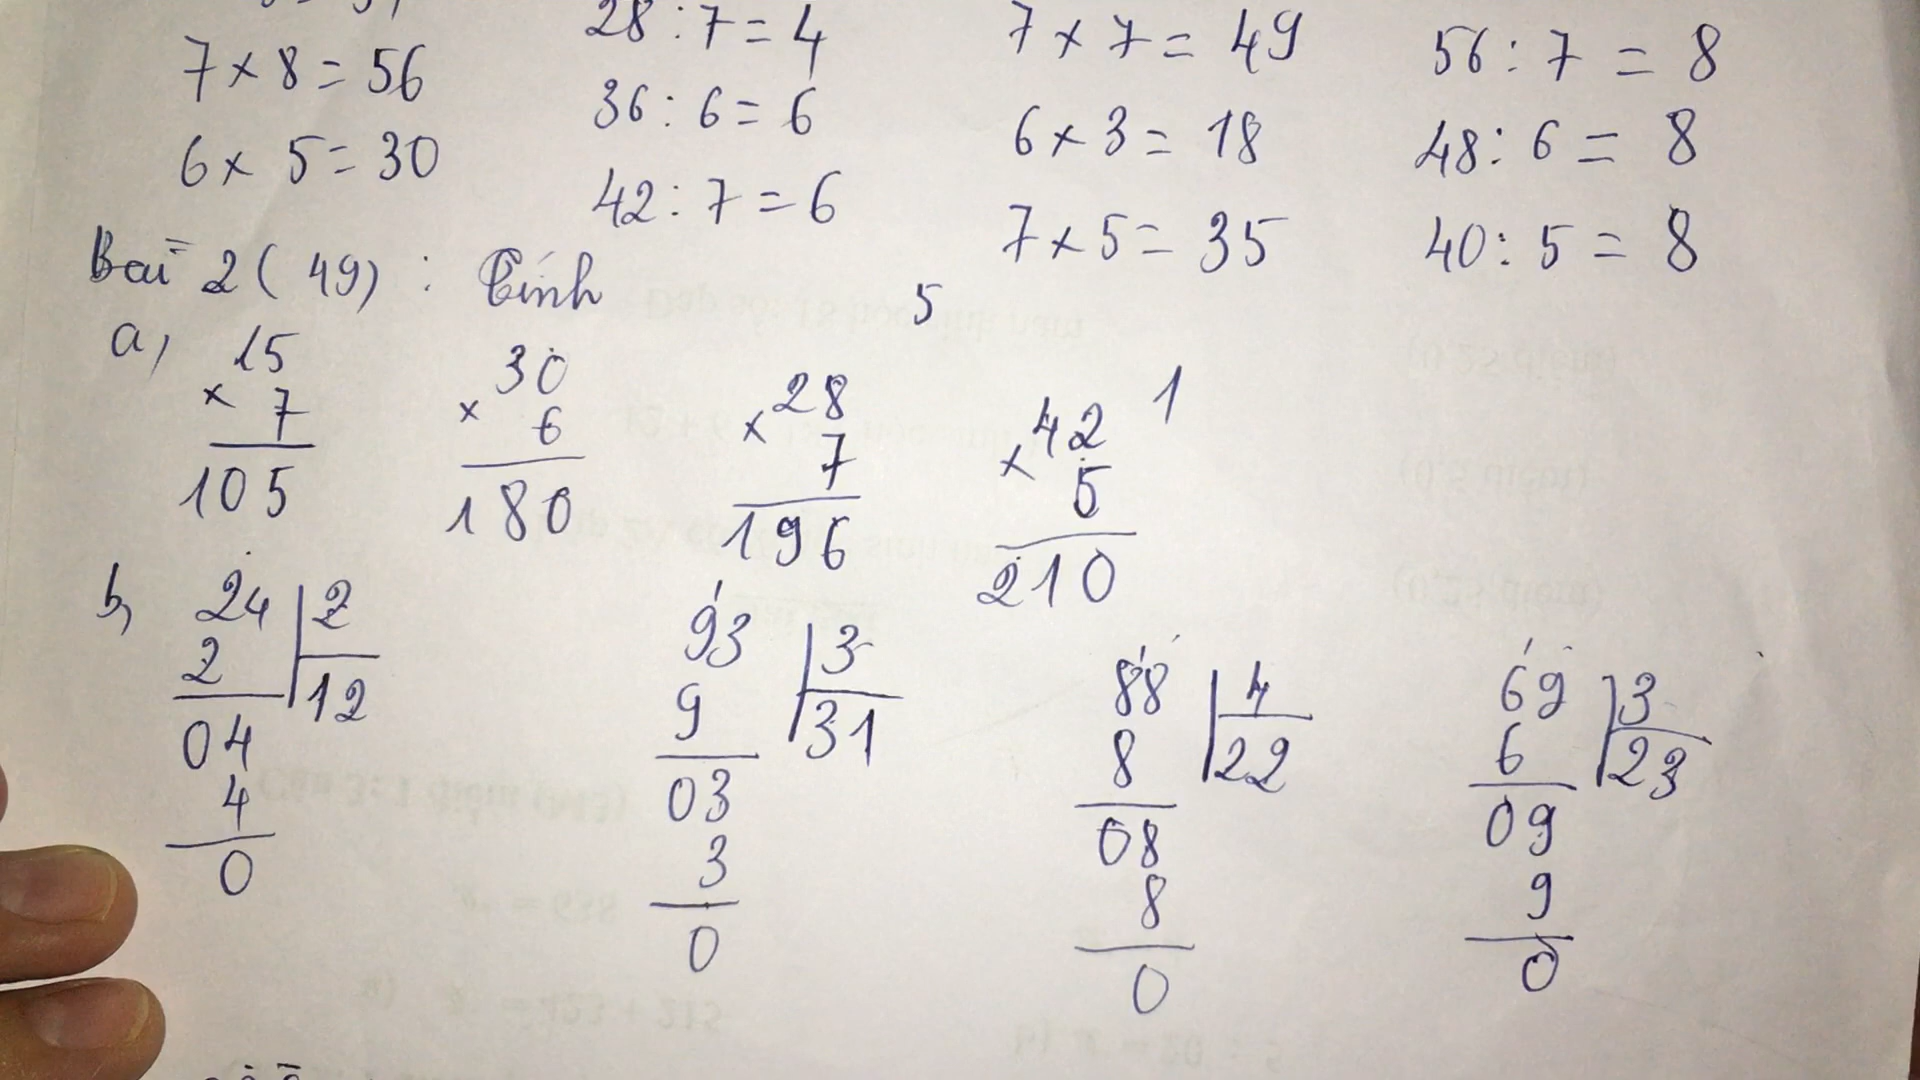 28 : 7 = 4
7 x 7 = 49
56 : 7 = 8
7 x 8 = 56
36 : 6 = 6
6 x 3 = 18
48 : 6 = 8
6 x 5 = 30
42 : 7 = 6
7 x 5 = 35
40 : 5 = 8
Bài 2 ( 49) : Tính
5
a,
15
x 7
105
30
x 6
180
28
x 7
196
42 1
x 5
210
b,
24 | 2
2 | 12
04
4
0
93 | 3
9 | 31
03
3
0
88 | 4
8 | 22
08
8
0
69 | 3
6 | 23
09
9
0